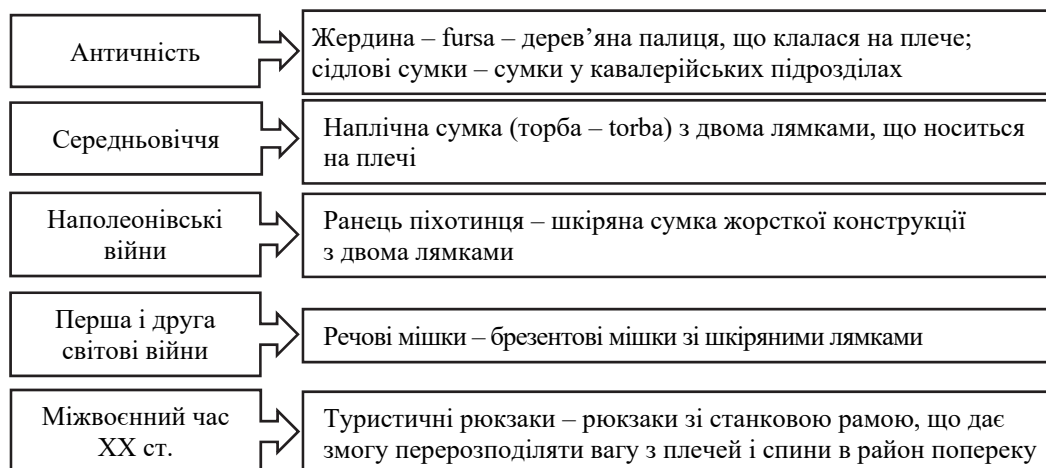 Античність
Жердина – fursa – дерев’яна палиця, що клалася на плече;
сідлові сумки – сумки у кавалерійських підрозділах
Середньовіччя
Наплічна сумка (торба – torba) з двома лямками, що носиться
на плечі
Наполеонівські
війни
Ранець піхотинця – шкіряна сумка жорсткої конструкції
з двома лямками
Перша і друга
світові війни
Речові мішки – брезентові мішки зі шкіряними лямками
Міжвоєнний час
ХХ ст.
Туристичні рюкзаки – рюкзаки зі станковою рамою, що дає
змогу перерозподіляти вагу з плечей і спини в район попереку